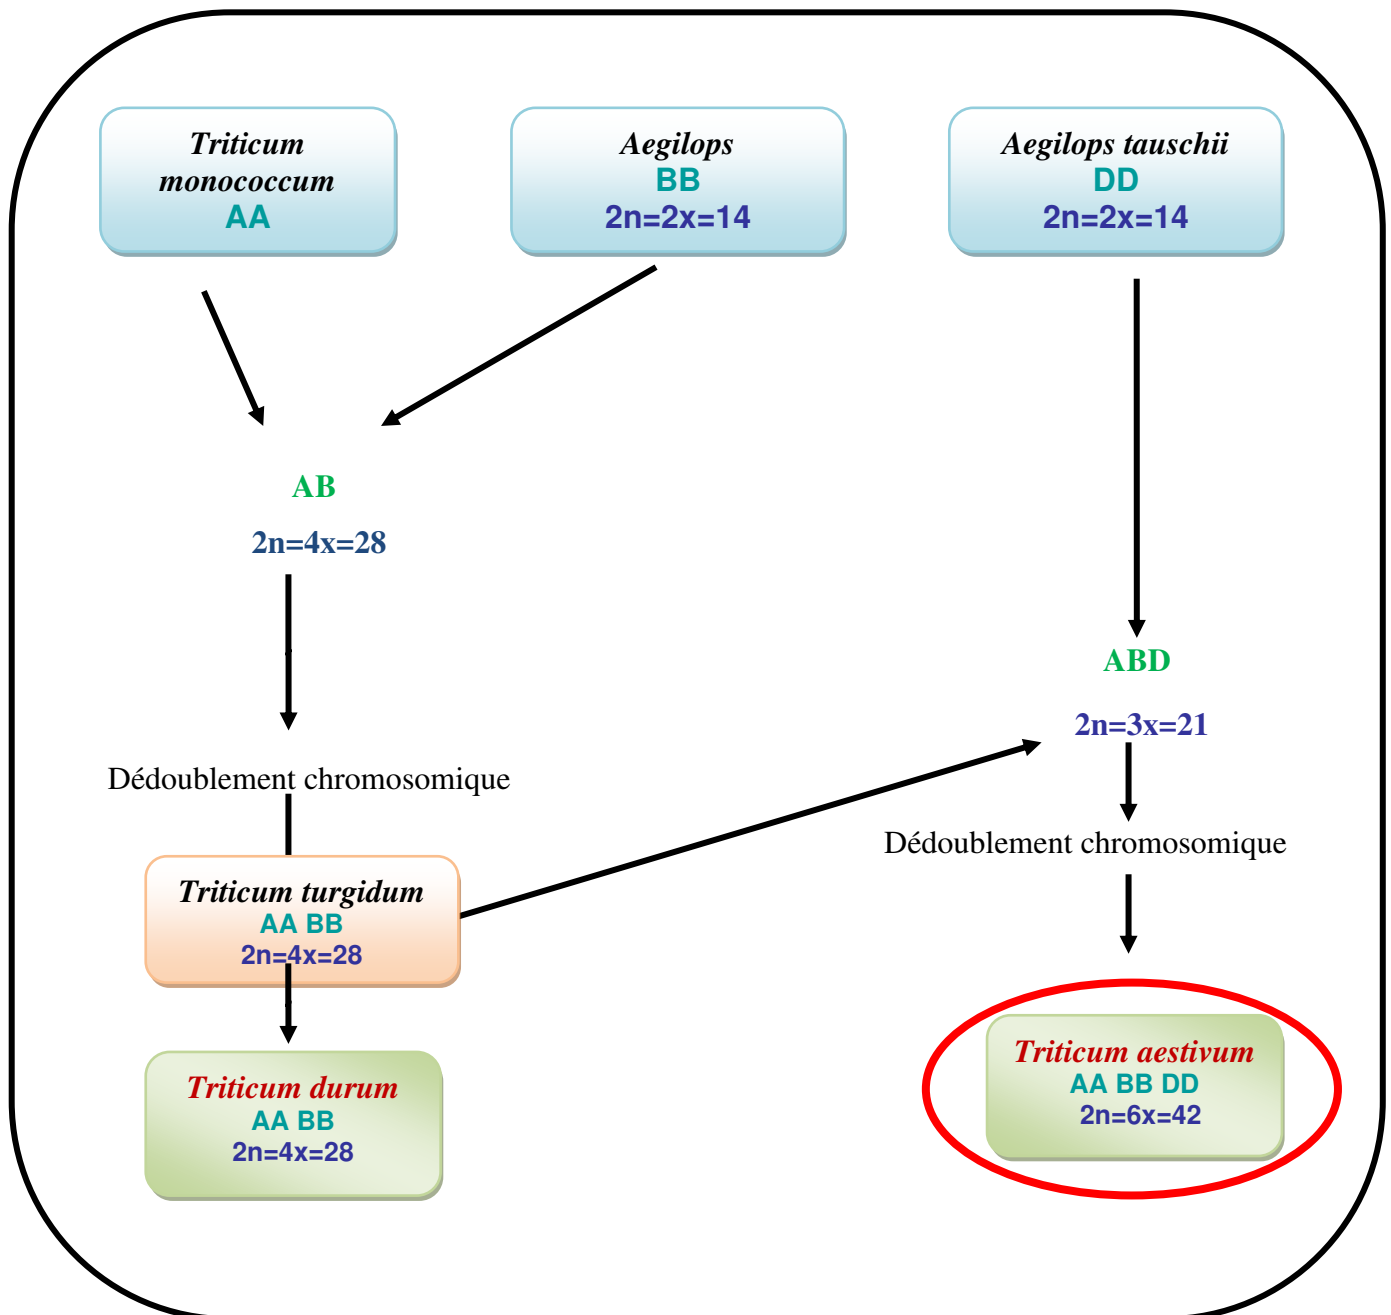 Triticum
monococcum
AA
Aegilops
BB
2n=2x=14
Aegilops tauschii
DD
2n=2x=14
AB
2n=4x=28
ABD
2n=3x=21
Dédoublement chromosomique
Dédoublement chromosomique
Triticum turgidum
AA BB
2n=4x=28
Triticum durum
AA BB
2n=4x=28
Triticum aestivum
AA BB DD
2n=6x=42